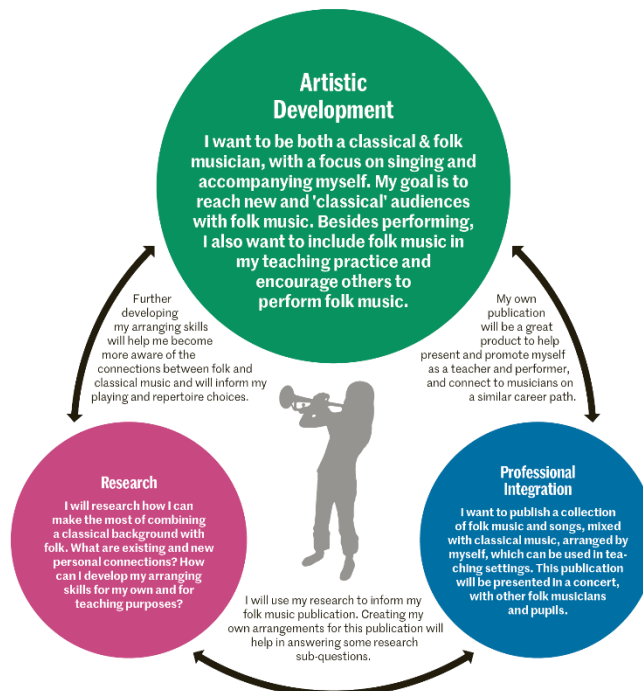 Artistic
Development
I want to be both a classical & folk
musician, with a focus on singing and
accompanying myself. My goal is to
reach new and 'classical' audiences
with folk music. Besides performing,
I also want to include folk music in
my teaching practice and
encourage others to
perform folk music.
Further
developing
my arranging skills
will help me become
more aware of the
connections between folk and
classical music and will inform my
playing and repertoire choices.
My own
publication
will be a great
product to help
present and promote myself
as a teacher and performer,
and connect to musicians on
a similar career path.
Research
I will research how I can
make the most of combining
a classical background with
folk. What are existing and new
personal connections? How
can I develop my arranging
skills for my own and for
teaching purposes?
Professional
Integration
I want to publish a collection
of folk music and songs, mixed
with classical music, arranged by
myself, which can be used in tea-
ching settings. This publication
will be presented in a concert,
with other folk musicians
and pupils.
I will use my research to inform my
folk music publication. Creating my
own arrangements for this publication will
help in answering some research
sub-questions.